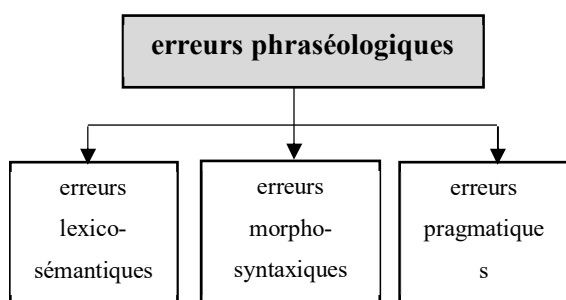 erreurs phraséologiques
erreurs
lexico-
sémantiques
erreurs
morpho-
syntaxiques
erreurs
pragmatique
s